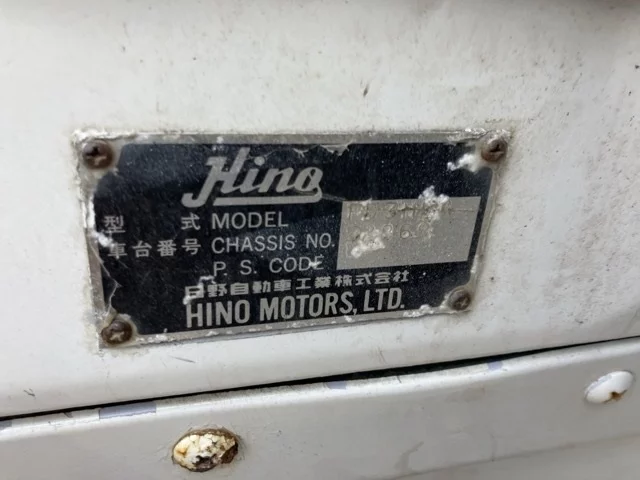 Hino
型 式 MODEL
車台番号 CHASSIS NO.
P. S. CODE
日野自動車工業株式会社
HINO MOTORS, LTD.